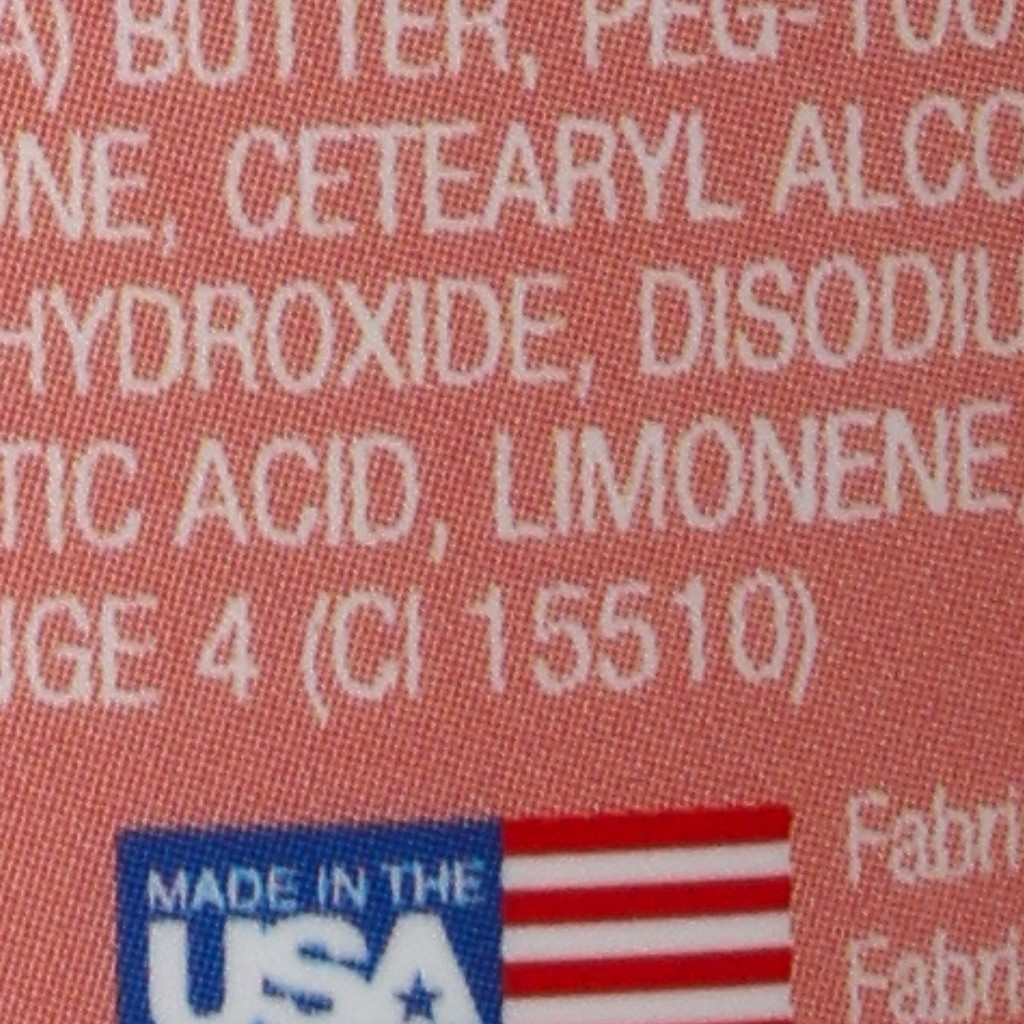 A) BUTTER, PEG-100
ONE, CETEARYL ALCO
HYDROXIDE, DISODIU
TIC ACID, LIMONENE,
NGE 4 (CI 15510)
MADE IN THE
USA
Fabri
Fabri